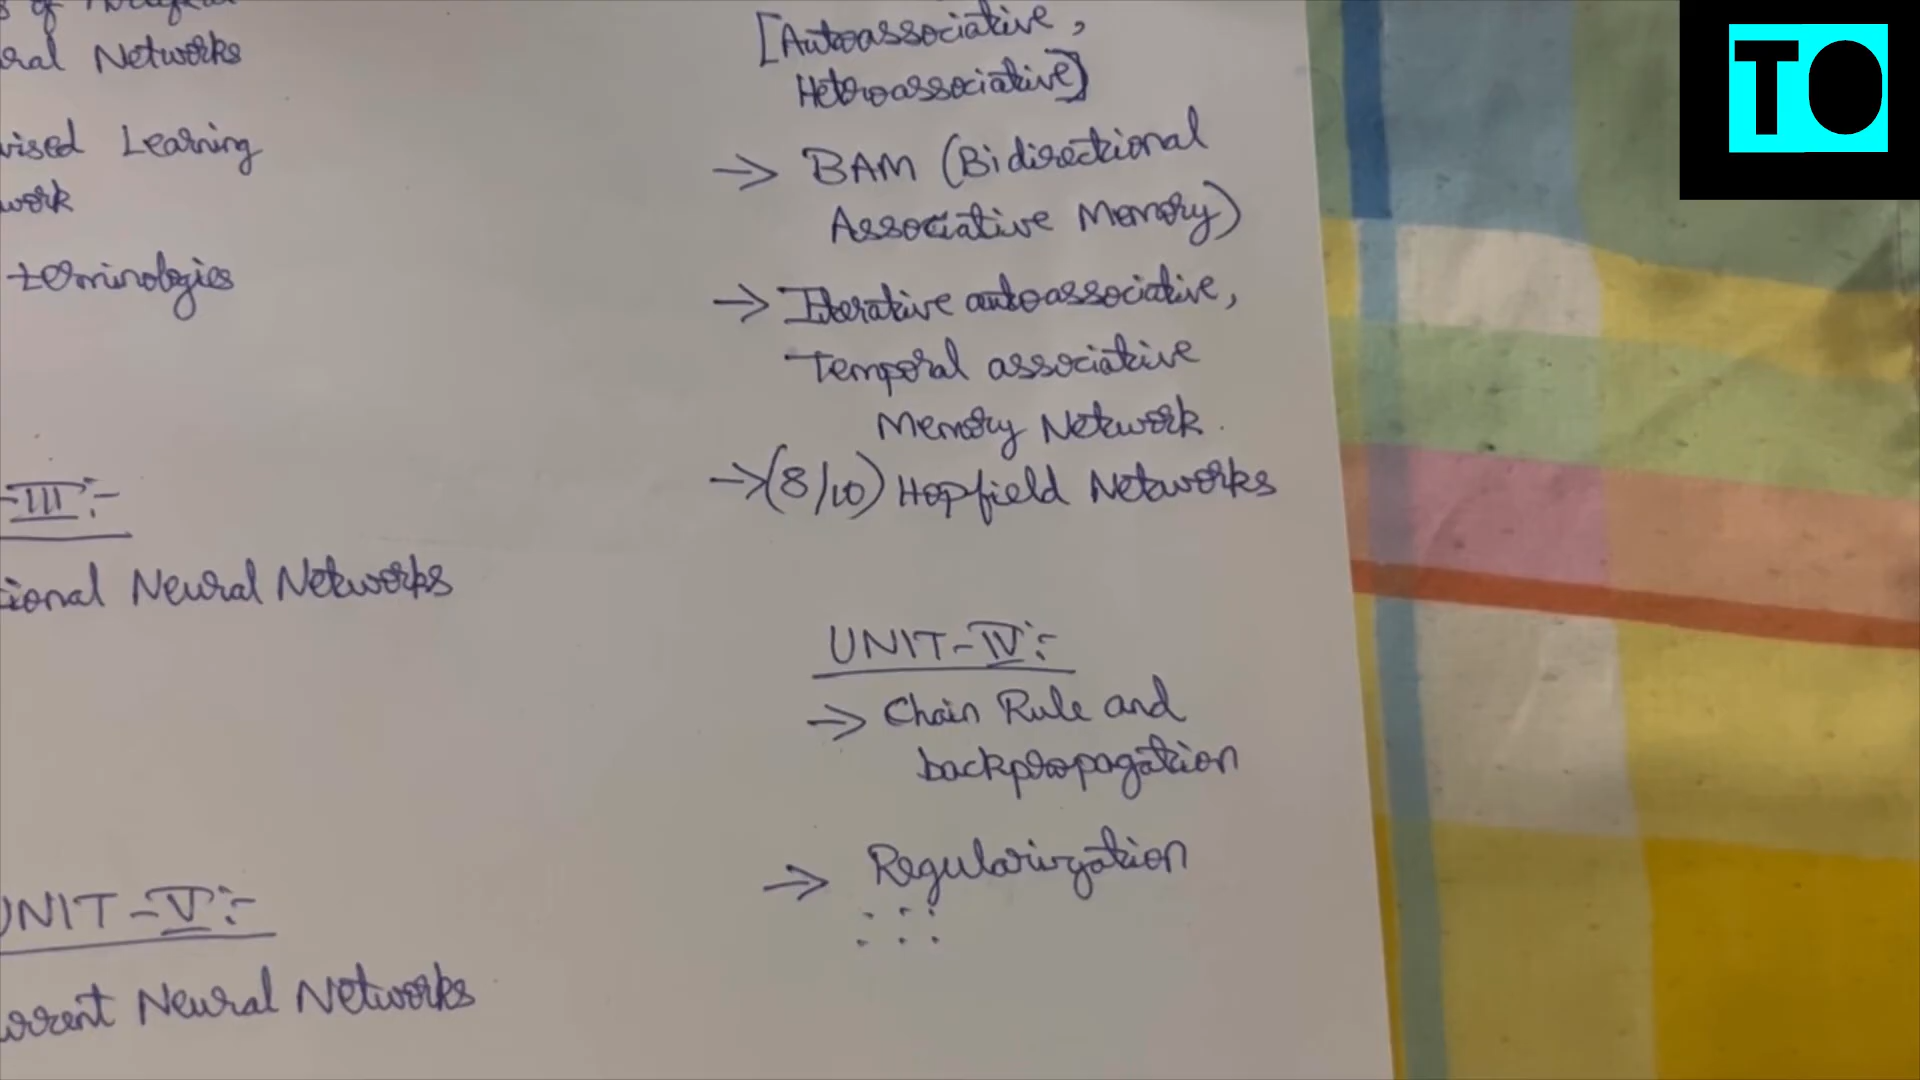 ral Networks
vised Learning
work
terminologies
III:-
ional Neural Networks
UNIT-V:-
urrent Neural Networks
[Autoassociative,
Hetroassociative]
→ BAM (Bidirectional
Associative Memory)
→ Iterative autoassociative,
Temporal associative
Memory Network.
→(8/10) Hopfield Networks
UNIT-IV:-
→ Chain Rule and
backpropagation
→ Regularization
TO